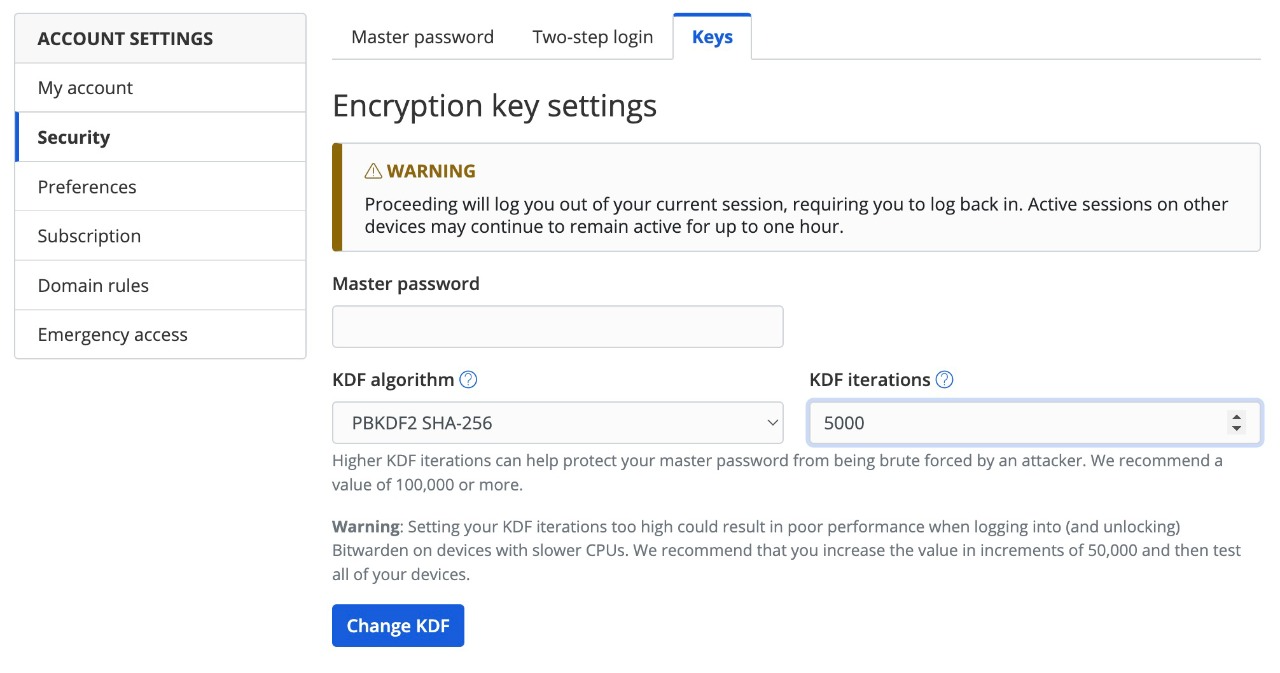 ACCOUNT SETTINGS
My account
Security
Preferences
Subscription
Domain rules
Emergency access
Master password
Two-step login
Keys
Encryption key settings
WARNING
Proceeding will log you out of your current session, requiring you to log back in. Active sessions on other
devices may continue to remain active for up to one hour.
Master password
KDF algorithm
PBKDF2 SHA-256
KDF iterations
5000
Higher KDF iterations can help protect your master password from being brute forced by an attacker. We recommend a
value of 100,000 or more.
Warning: Setting your KDF iterations too high could result in poor performance when logging into (and unlocking)
Bitwarden on devices with slower CPUs. We recommend that you increase the value in increments of 50,000 and then test
all of your devices.
Change KDF